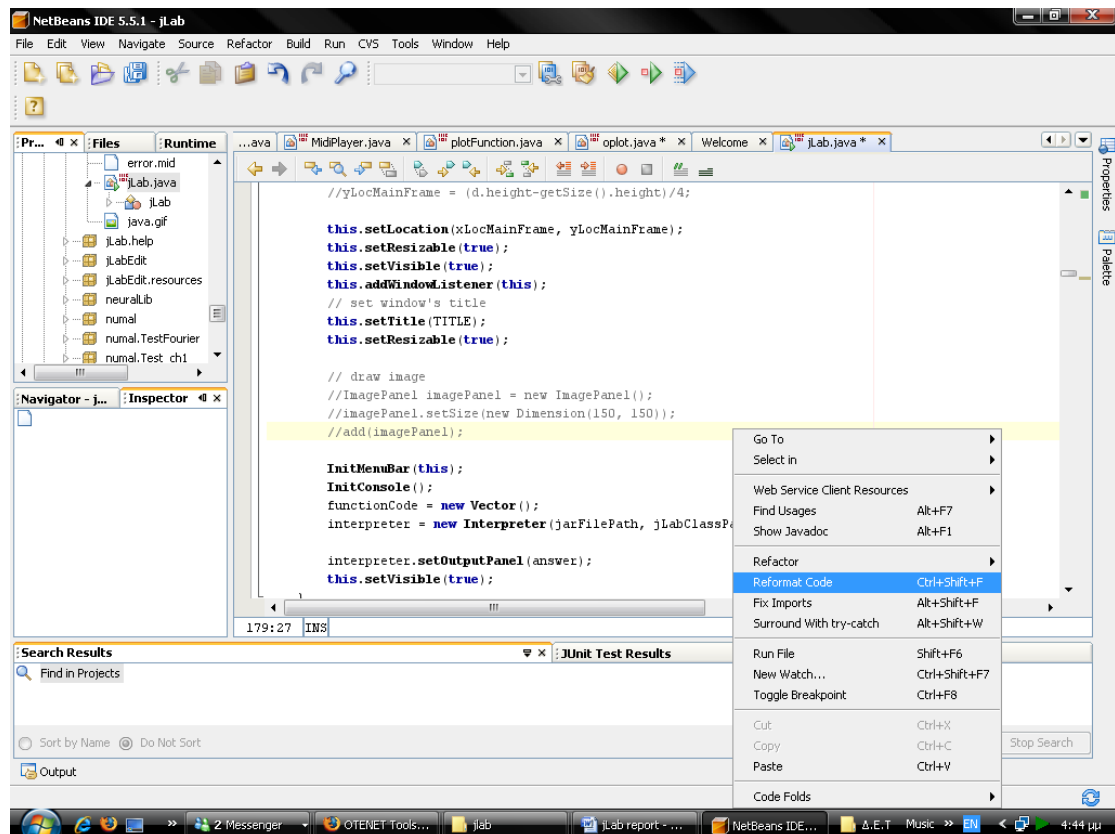 NetBeans IDE 5.5.1 - jLab
File Edit View Navigate Source Refactor Build Run CVS Tools Window Help
Pr... Files Runtime
error.mid
jLab.java
jLab
java.gif
jLab.help
jLabEdit
jLabEdit.resources
neuralLib
numal
numal.TestFourier
numal.Test_ch1
Navigator - j... Inspector
...ava MidiPlayer.java plotFunction.java oplot.java * Welcome jLab.java *
//yLocMainFrame = (d.height-getSize().height)/4;
this.setLocation(xLocMainFrame, yLocMainFrame);
this.setResizable(true);
this.setVisible(true);
this.addWindowListener(this);
// set window's title
this.setTitle(TITLE);
this.setResizable(true);
// draw image
//ImagePanel imagePanel = new ImagePanel();
//imagePanel.setSize(new Dimension(150, 150));
//add(imagePanel);
InitMenuBar(this);
InitConsole();
functionCode = new Vector();
interpreter = new Interpreter(jarFilePath, jLabClassPa
interpreter.setOutputPanel(answer);
this.setVisible(true);
}
179:27 INS
Properties
Palette
Go To
Select in
Web Service Client Resources
Find Usages Alt+F7
Show Javadoc Alt+F1
Refactor
Reformat Code Ctrl+Shift+F
Fix Imports Alt+Shift+F
Surround With try-catch Alt+Shift+W
Run File Shift+F6
New Watch... Ctrl+Shift+F7
Toggle Breakpoint Ctrl+F8
Cut Ctrl+X
Copy Ctrl+C
Paste Ctrl+V
Code Folds
Search Results JUnit Test Results
Find in Projects
Sort by Name Do Not Sort Stop Search
Output
2 Messenger OTENET Tools... jlab jLab report - ... NetBeans IDE... Δ.Ε.Τ Music EN 4:44 μμ